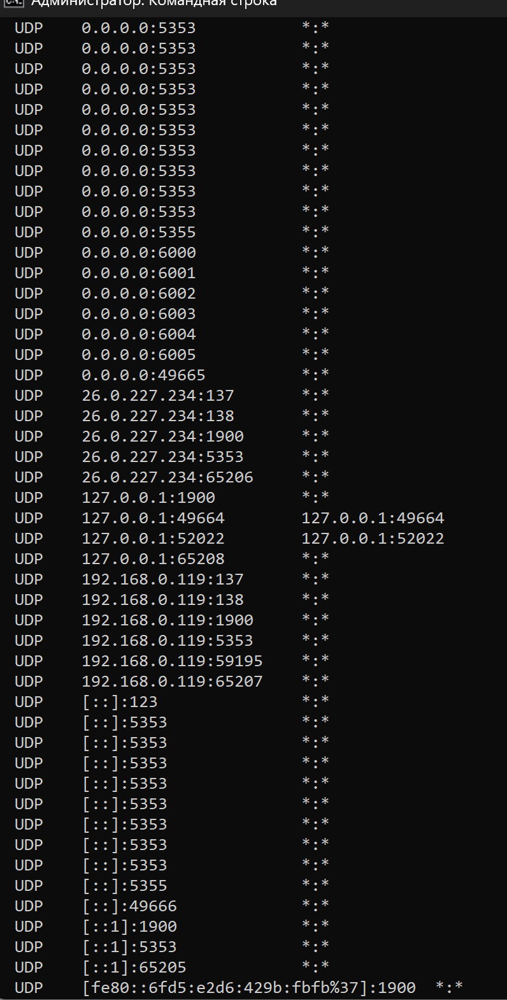 Администратор: Командная строка
UDP 0.0.0.0:5353 *:*
UDP 0.0.0.0:5353 *:*
UDP 0.0.0.0:5353 *:*
UDP 0.0.0.0:5353 *:*
UDP 0.0.0.0:5353 *:*
UDP 0.0.0.0:5353 *:*
UDP 0.0.0.0:5353 *:*
UDP 0.0.0.0:5353 *:*
UDP 0.0.0.0:5353 *:*
UDP 0.0.0.0:5353 *:*
UDP 0.0.0.0:5355 *:*
UDP 0.0.0.0:6000 *:*
UDP 0.0.0.0:6001 *:*
UDP 0.0.0.0:6002 *:*
UDP 0.0.0.0:6003 *:*
UDP 0.0.0.0:6004 *:*
UDP 0.0.0.0:6005 *:*
UDP 0.0.0.0:49665 *:*
UDP 26.0.227.234:137 *:*
UDP 26.0.227.234:138 *:*
UDP 26.0.227.234:1900 *:*
UDP 26.0.227.234:5353 *:*
UDP 26.0.227.234:65206 *:*
UDP 127.0.0.1:1900 *:*
UDP 127.0.0.1:49664 127.0.0.1:49664
UDP 127.0.0.1:52022 127.0.0.1:52022
UDP 127.0.0.1:65208 *:*
UDP 192.168.0.119:137 *:*
UDP 192.168.0.119:138 *:*
UDP 192.168.0.119:1900 *:*
UDP 192.168.0.119:5353 *:*
UDP 192.168.0.119:59195 *:*
UDP 192.168.0.119:65207 *:*
UDP [::]:123 *:*
UDP [::]:5353 *:*
UDP [::]:5353 *:*
UDP [::]:5353 *:*
UDP [::]:5353 *:*
UDP [::]:5353 *:*
UDP [::]:5353 *:*
UDP [::]:5353 *:*
UDP [::]:5353 *:*
UDP [::]:5355 *:*
UDP [::]:49666 *:*
UDP [::1]:1900 *:*
UDP [::1]:5353 *:*
UDP [::1]:65205 *:*
UDP [fe80::6fd5:e2d6:429b:fbfb%37]:1900 *:*